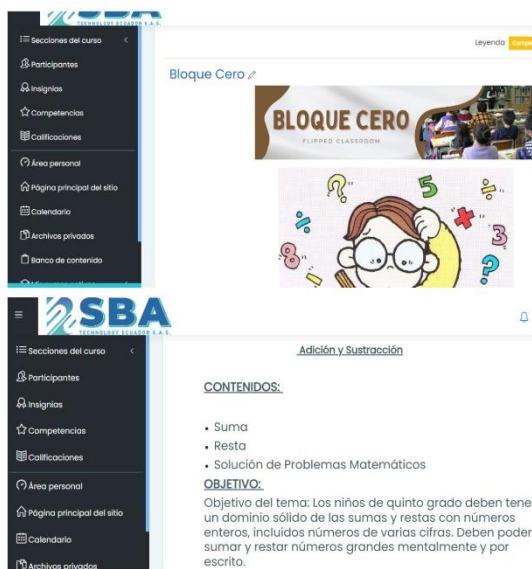 SBA
TECHNOLOGY ECUADOR S.A.S.
Secciones del curso
Participantes
Insignias
Competencias
Calificaciones
Área personal
Página principal del sitio
Calendario
Archivos privados
Banco de contenido
Leyenda
Bloque Cero
BLOQUE CERO
FLIPPED CLASSROOM
? 5 ÷
% + 3
8 ?
SBA
TECHNOLOGY ECUADOR S.A.S.
Secciones del curso
Participantes
Insignias
Competencias
Calificaciones
Área personal
Página principal del sitio
Calendario
Archivos privados
Adición y Sustracción
CONTENIDOS:
• Suma
• Resta
• Solución de Problemas Matemáticos
OBJETIVO:
Objetivo del tema: Los niños de quinto grado deben tene
un dominio sólido de las sumas y restas con números
enteros, incluidos números de varias cifras. Deben poder
sumar y restar números grandes mentalmente y por
escrito.